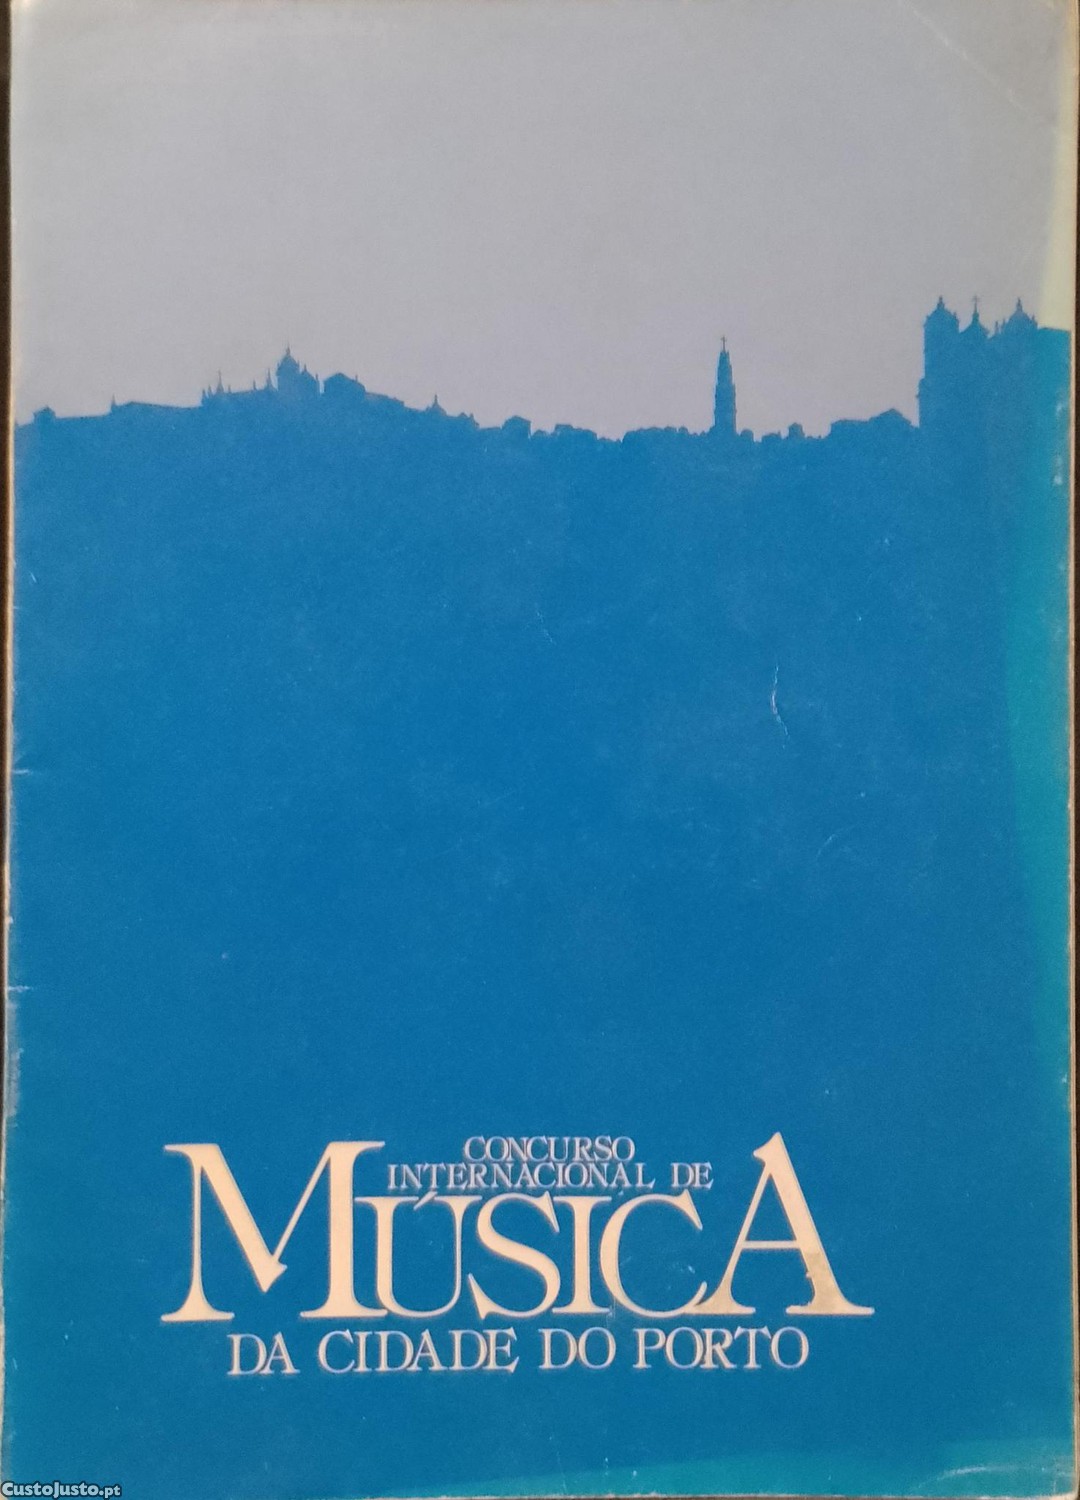 CONCURSO
INTERNACIONAL DE
MÚSICA
DA CIDADE DO PORTO
CustoJusto.pt